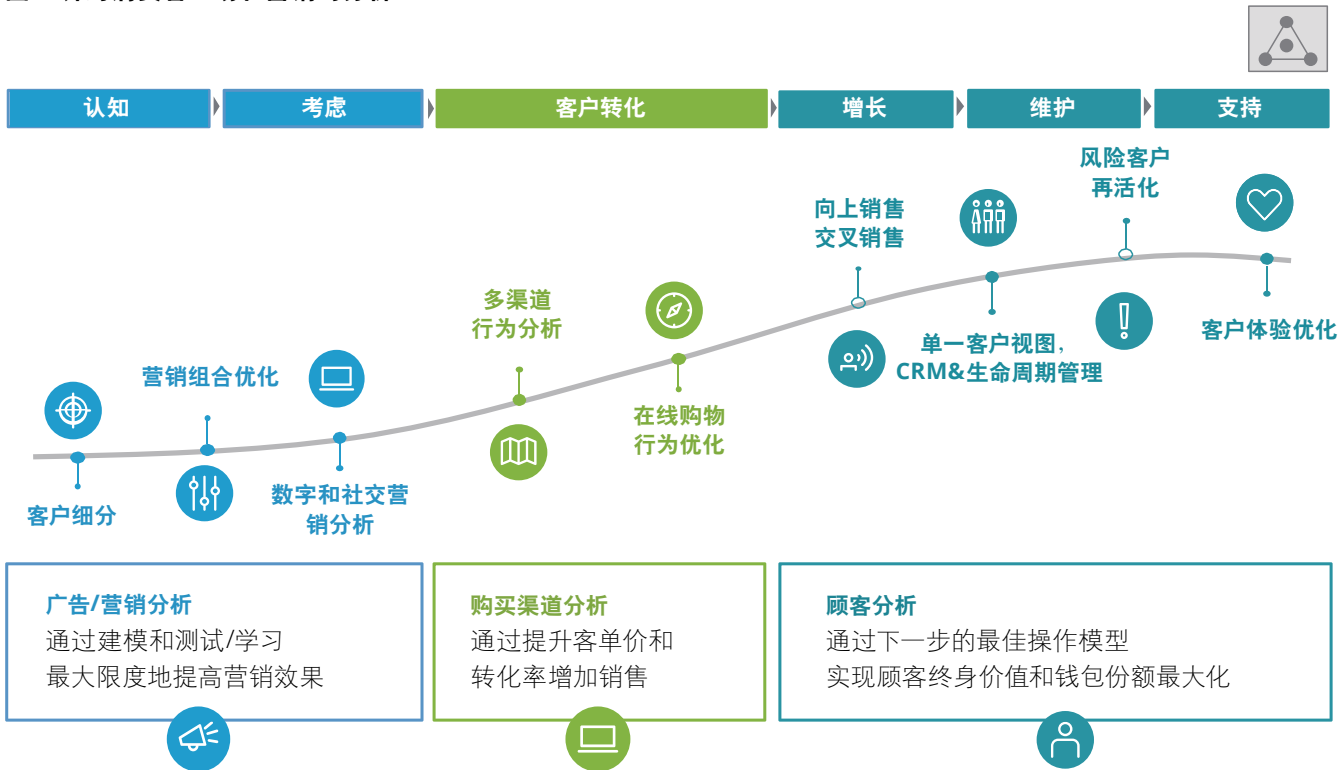 认知
考虑
客户转化
增长
维护
支持
风险客户
再活化
向上销售
交叉销售
多渠道
行为分析
单一客户视图，
CRM&生命周期管理
客户体验优化
营销组合优化
在线购物
行为优化
数字和社交营
销分析
客户细分
广告/营销分析
通过建模和测试/学习
最大限度地提高营销效果
购买渠道分析
通过提升客单价和
转化率增加销售
顾客分析
通过下一步的最佳操作模型
实现顾客终身价值和钱包份额最大化